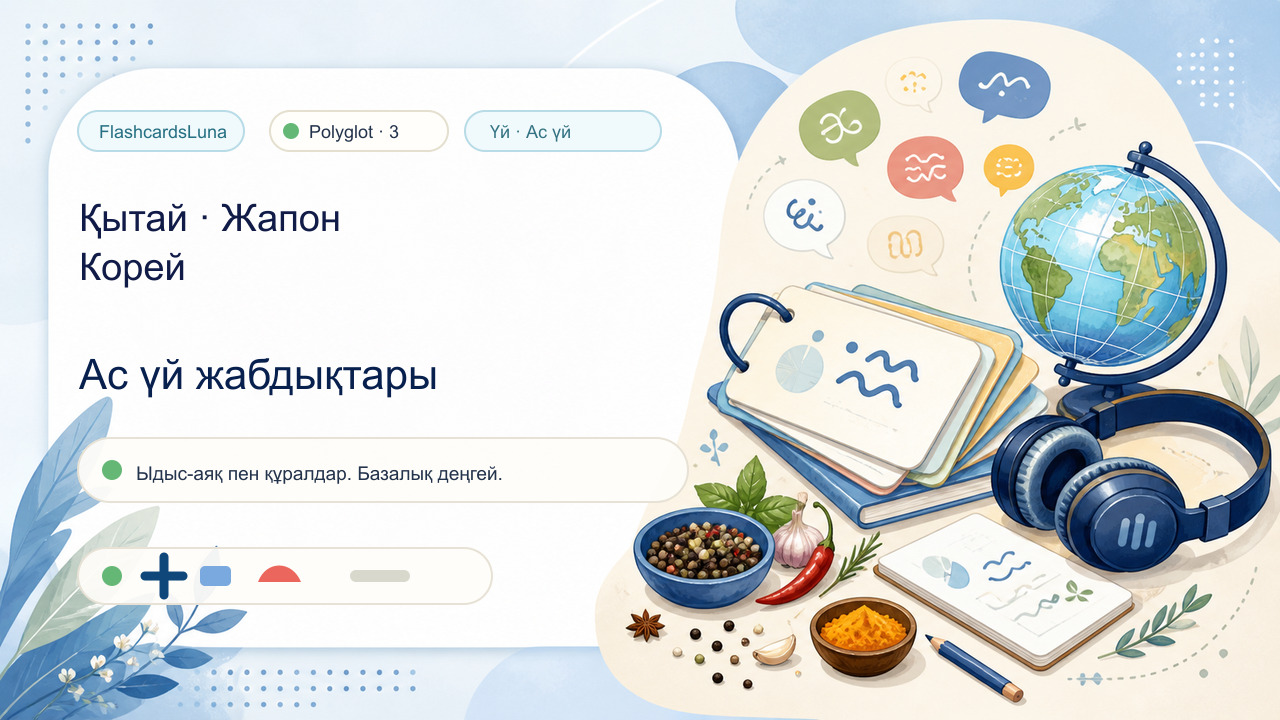 FlashcardsLuna
Polyglot · 3
Үй · Ас үй
Қытай · Жапон
Корей
Ас үй жабдықтары
Ыдыс-аяқ пен құралдар. Базалық деңгей.